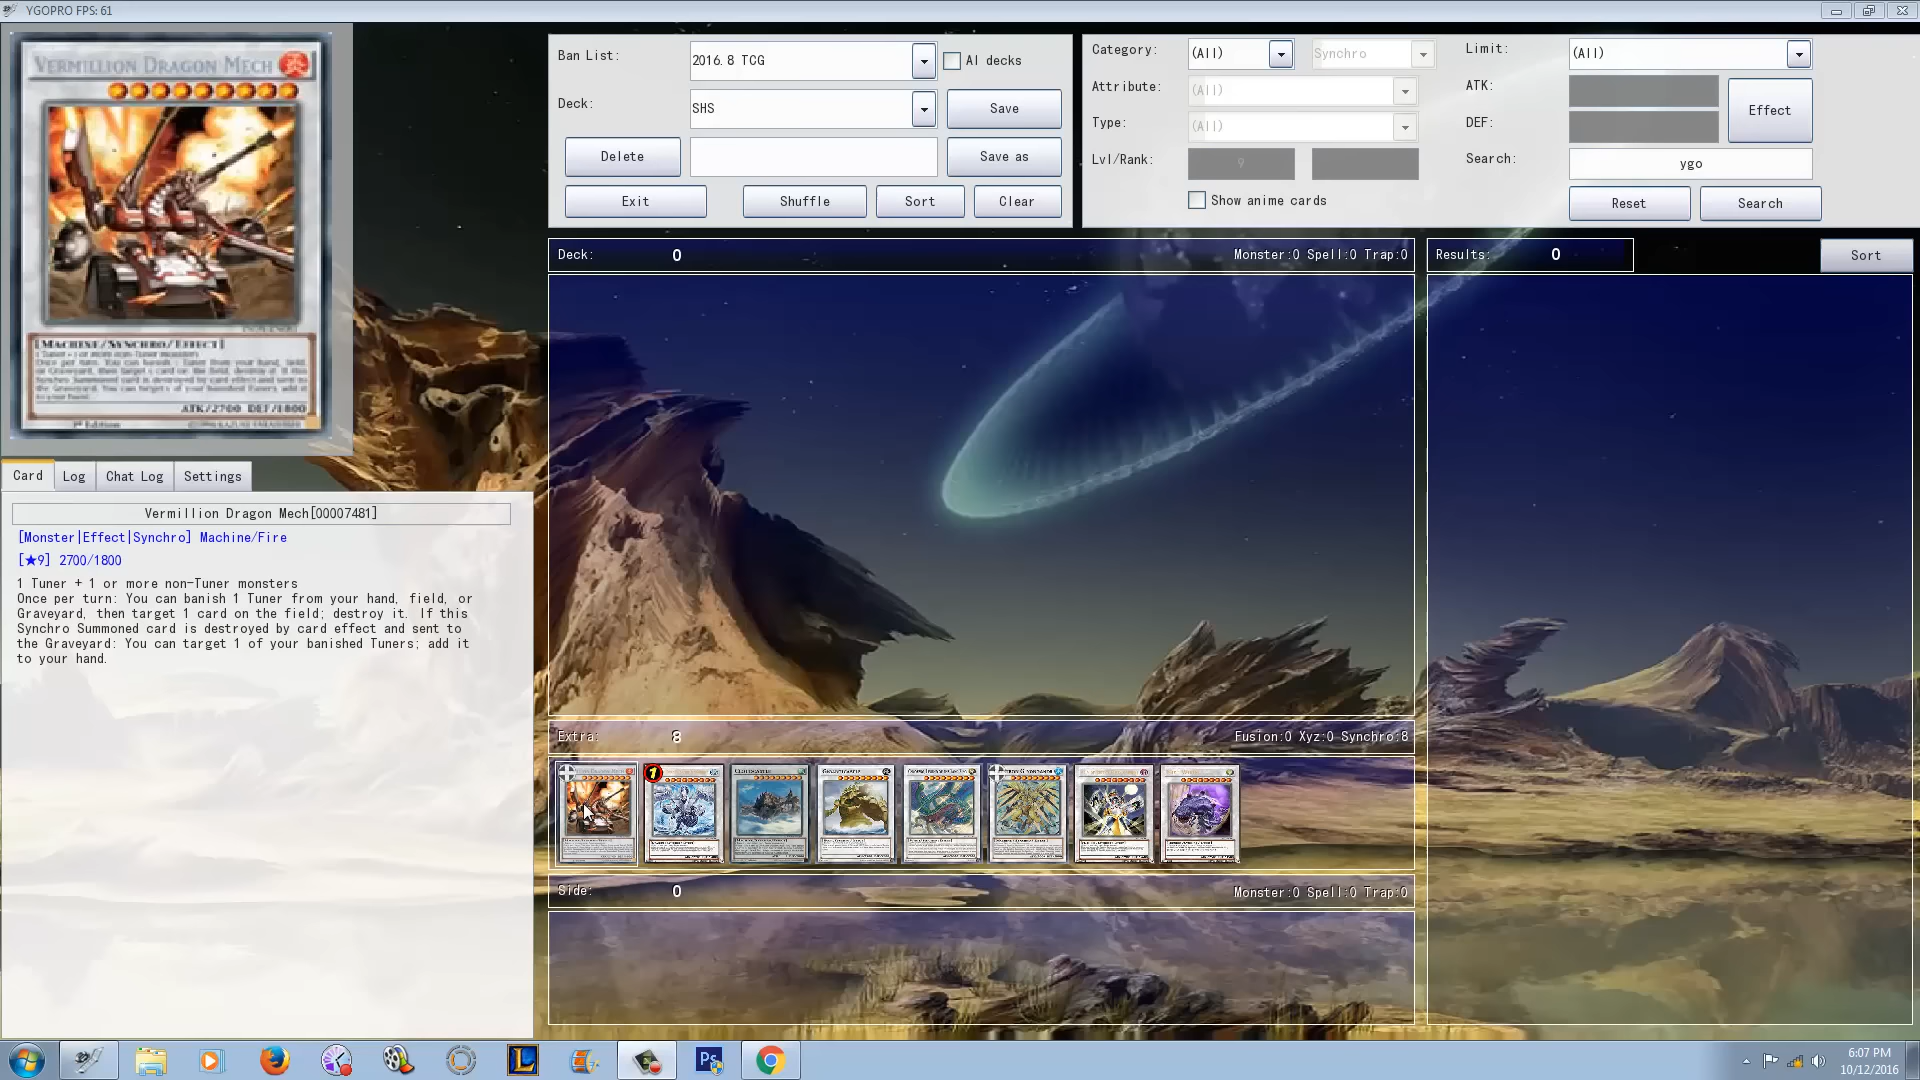 YGOPRO FPS: 61
VERMILLION DRAGON MECH
[MACHINE/SYNCHRO/EFFECT]
ATK/2700 DEF/1800
1st Edition
Card
Log
Chat Log
Settings
Vermillion Dragon Mech[00007481]
[Monster|Effect|Synchro] Machine/Fire
[★9] 2700/1800
1 Tuner + 1 or more non-Tuner monsters
Once per turn: You can banish 1 Tuner from your hand, field, or
Graveyard, then target 1 card on the field; destroy it. If this
Synchro Summoned card is destroyed by card effect and sent to
the Graveyard: You can target 1 of your banished Tuners; add it
to your hand.
Ban List:
2016.8 TCG
AI decks
Deck:
SHS
Save
Delete
Save as
Exit
Shuffle
Sort
Clear
Category:
(All)
Synchro
Attribute:
(All)
Type:
(All)
Lvl/Rank:
9
Show anime cards
Limit:
(All)
ATK:
DEF:
Effect
Search:
ygo
Reset
Search
Deck:
0
Monster:0 Spell:0 Trap:0
Results:
0
Sort
Extra:
8
Fusion:0 Xyz:0 Synchro:8
1
Side:
0
Monster:0 Spell:0 Trap:0
L
Ps
6:07 PM
10/12/2016